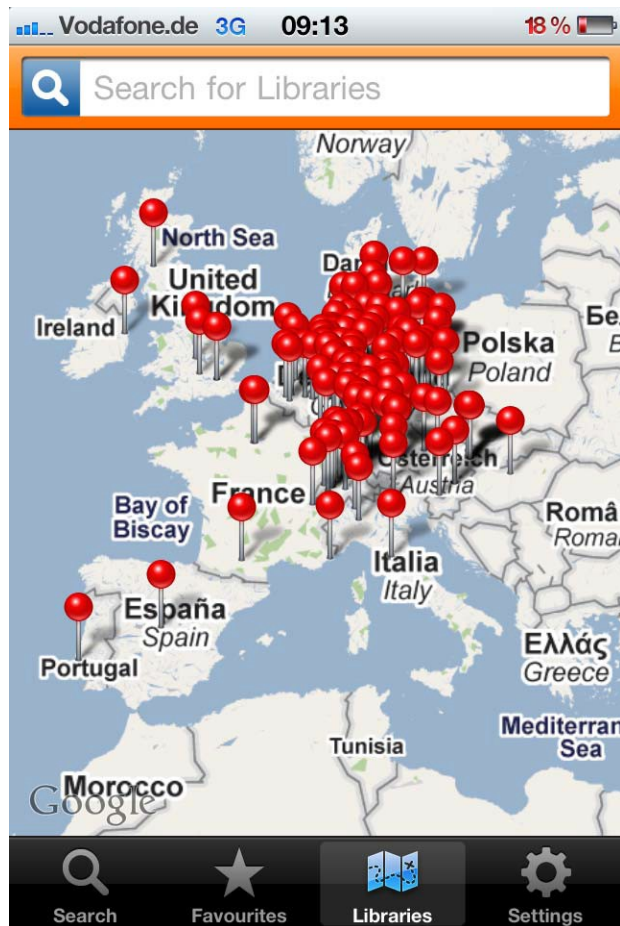 Vodafone.de 3G 09:13 18 %
Search for Libraries
Norway
North Sea
United
Kingdom
Ireland
Polska
Poland
Österreich
Austria
France
Bay of
Biscay
Româ
Roma
Italia
Italy
España
Spain
Portugal
Ελλάς
Greece
Mediterran
Sea
Tunisia
Morocco
Google
Search Favourites Libraries Settings